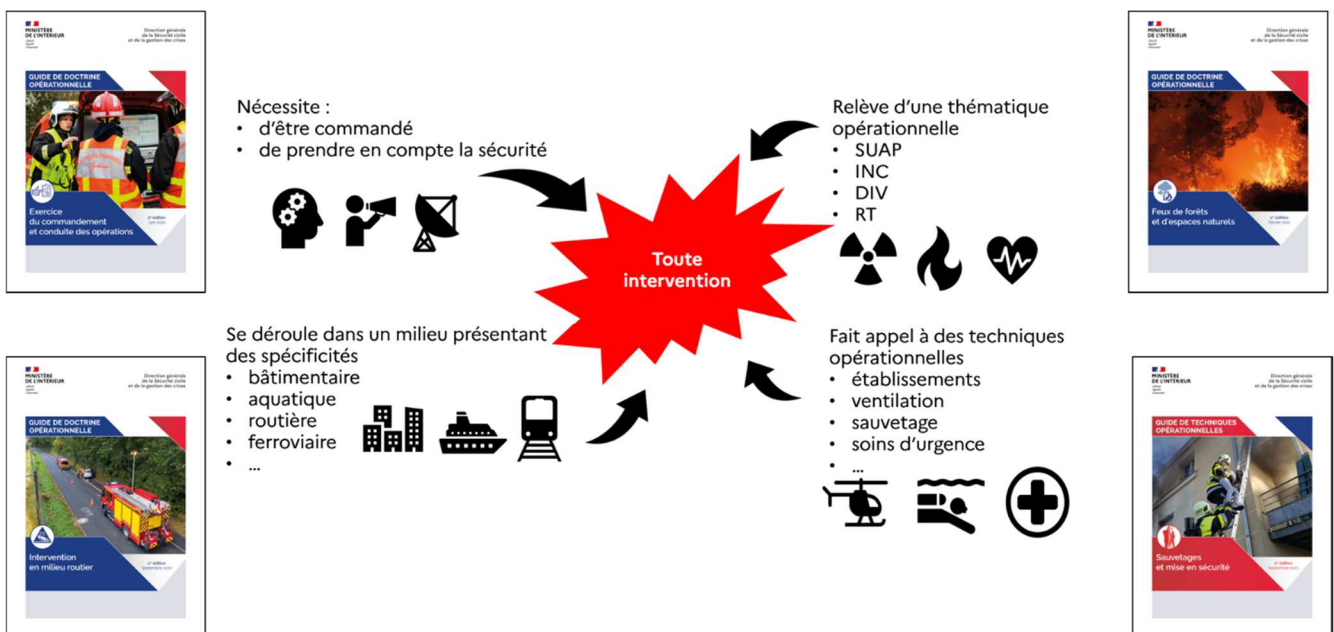 MINISTÈRE
DE L'INTÉRIEUR
Direction générale
de la Sécurité civile
et de la gestion des crises
GUIDE DE DOCTRINE
OPÉRATIONNELLE
Exercice
du commandement
et conduite des opérations
Nécessite :
• d'être commandé
• de prendre en compte la sécurité
Relève d'une thématique
opérationnelle
• SUAP
• INC
• DIV
• RT
MINISTÈRE
DE L'INTÉRIEUR
Direction générale
de la Sécurité civile
et de la gestion des crises
GUIDE DE DOCTRINE
OPÉRATIONNELLE
Feux de forêts
et d'espaces naturels
Toute
intervention
MINISTÈRE
DE L'INTÉRIEUR
Direction générale
de la Sécurité civile
et de la gestion des crises
GUIDE DE DOCTRINE
OPÉRATIONNELLE
Intervention
en milieu routier
Se déroule dans un milieu présentant
des spécificités
• bâtimentaire
• aquatique
• routière
• ferroviaire
• ...
Fait appel à des techniques
opérationnelles
• établissements
• ventilation
• sauvetage
• soins d'urgence
• ...
MINISTÈRE
DE L'INTÉRIEUR
Direction générale
de la Sécurité civile
et de la gestion des crises
GUIDE DE TECHNIQUES
OPÉRATIONNELLES
Sauvetages
et mise en sécurité